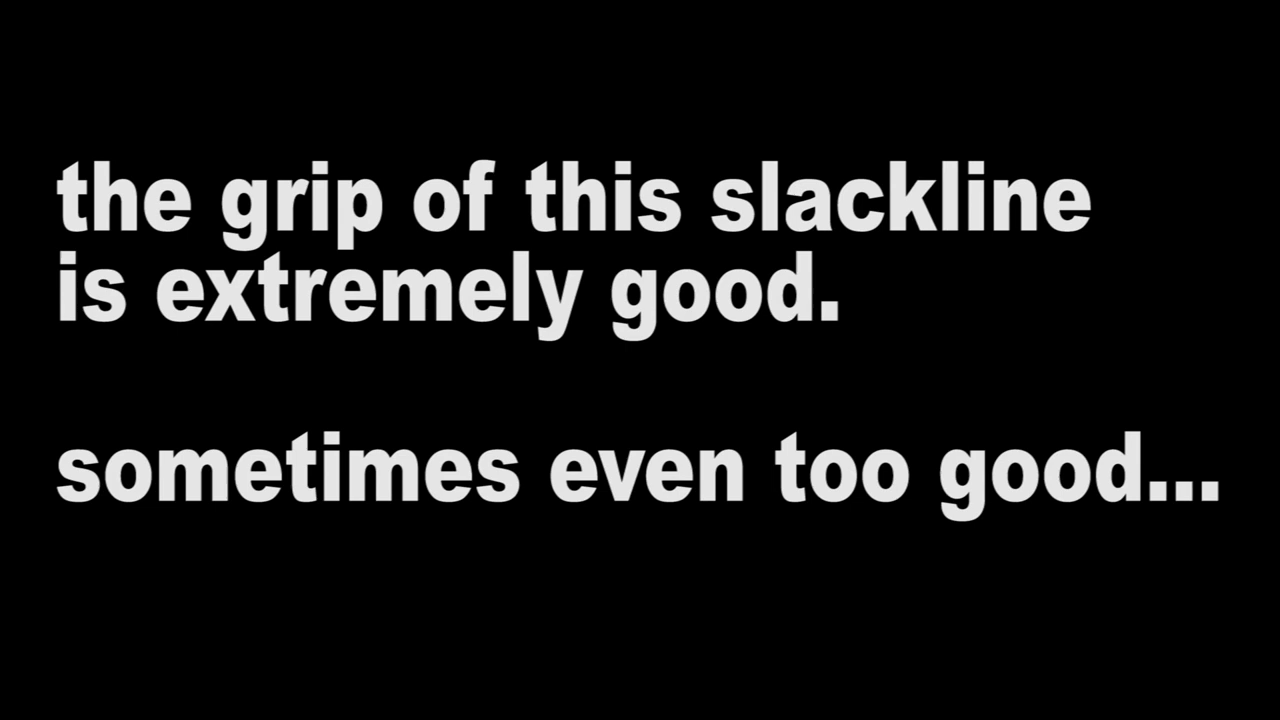 the grip of this slackline
is extremely good.
sometimes even too good...